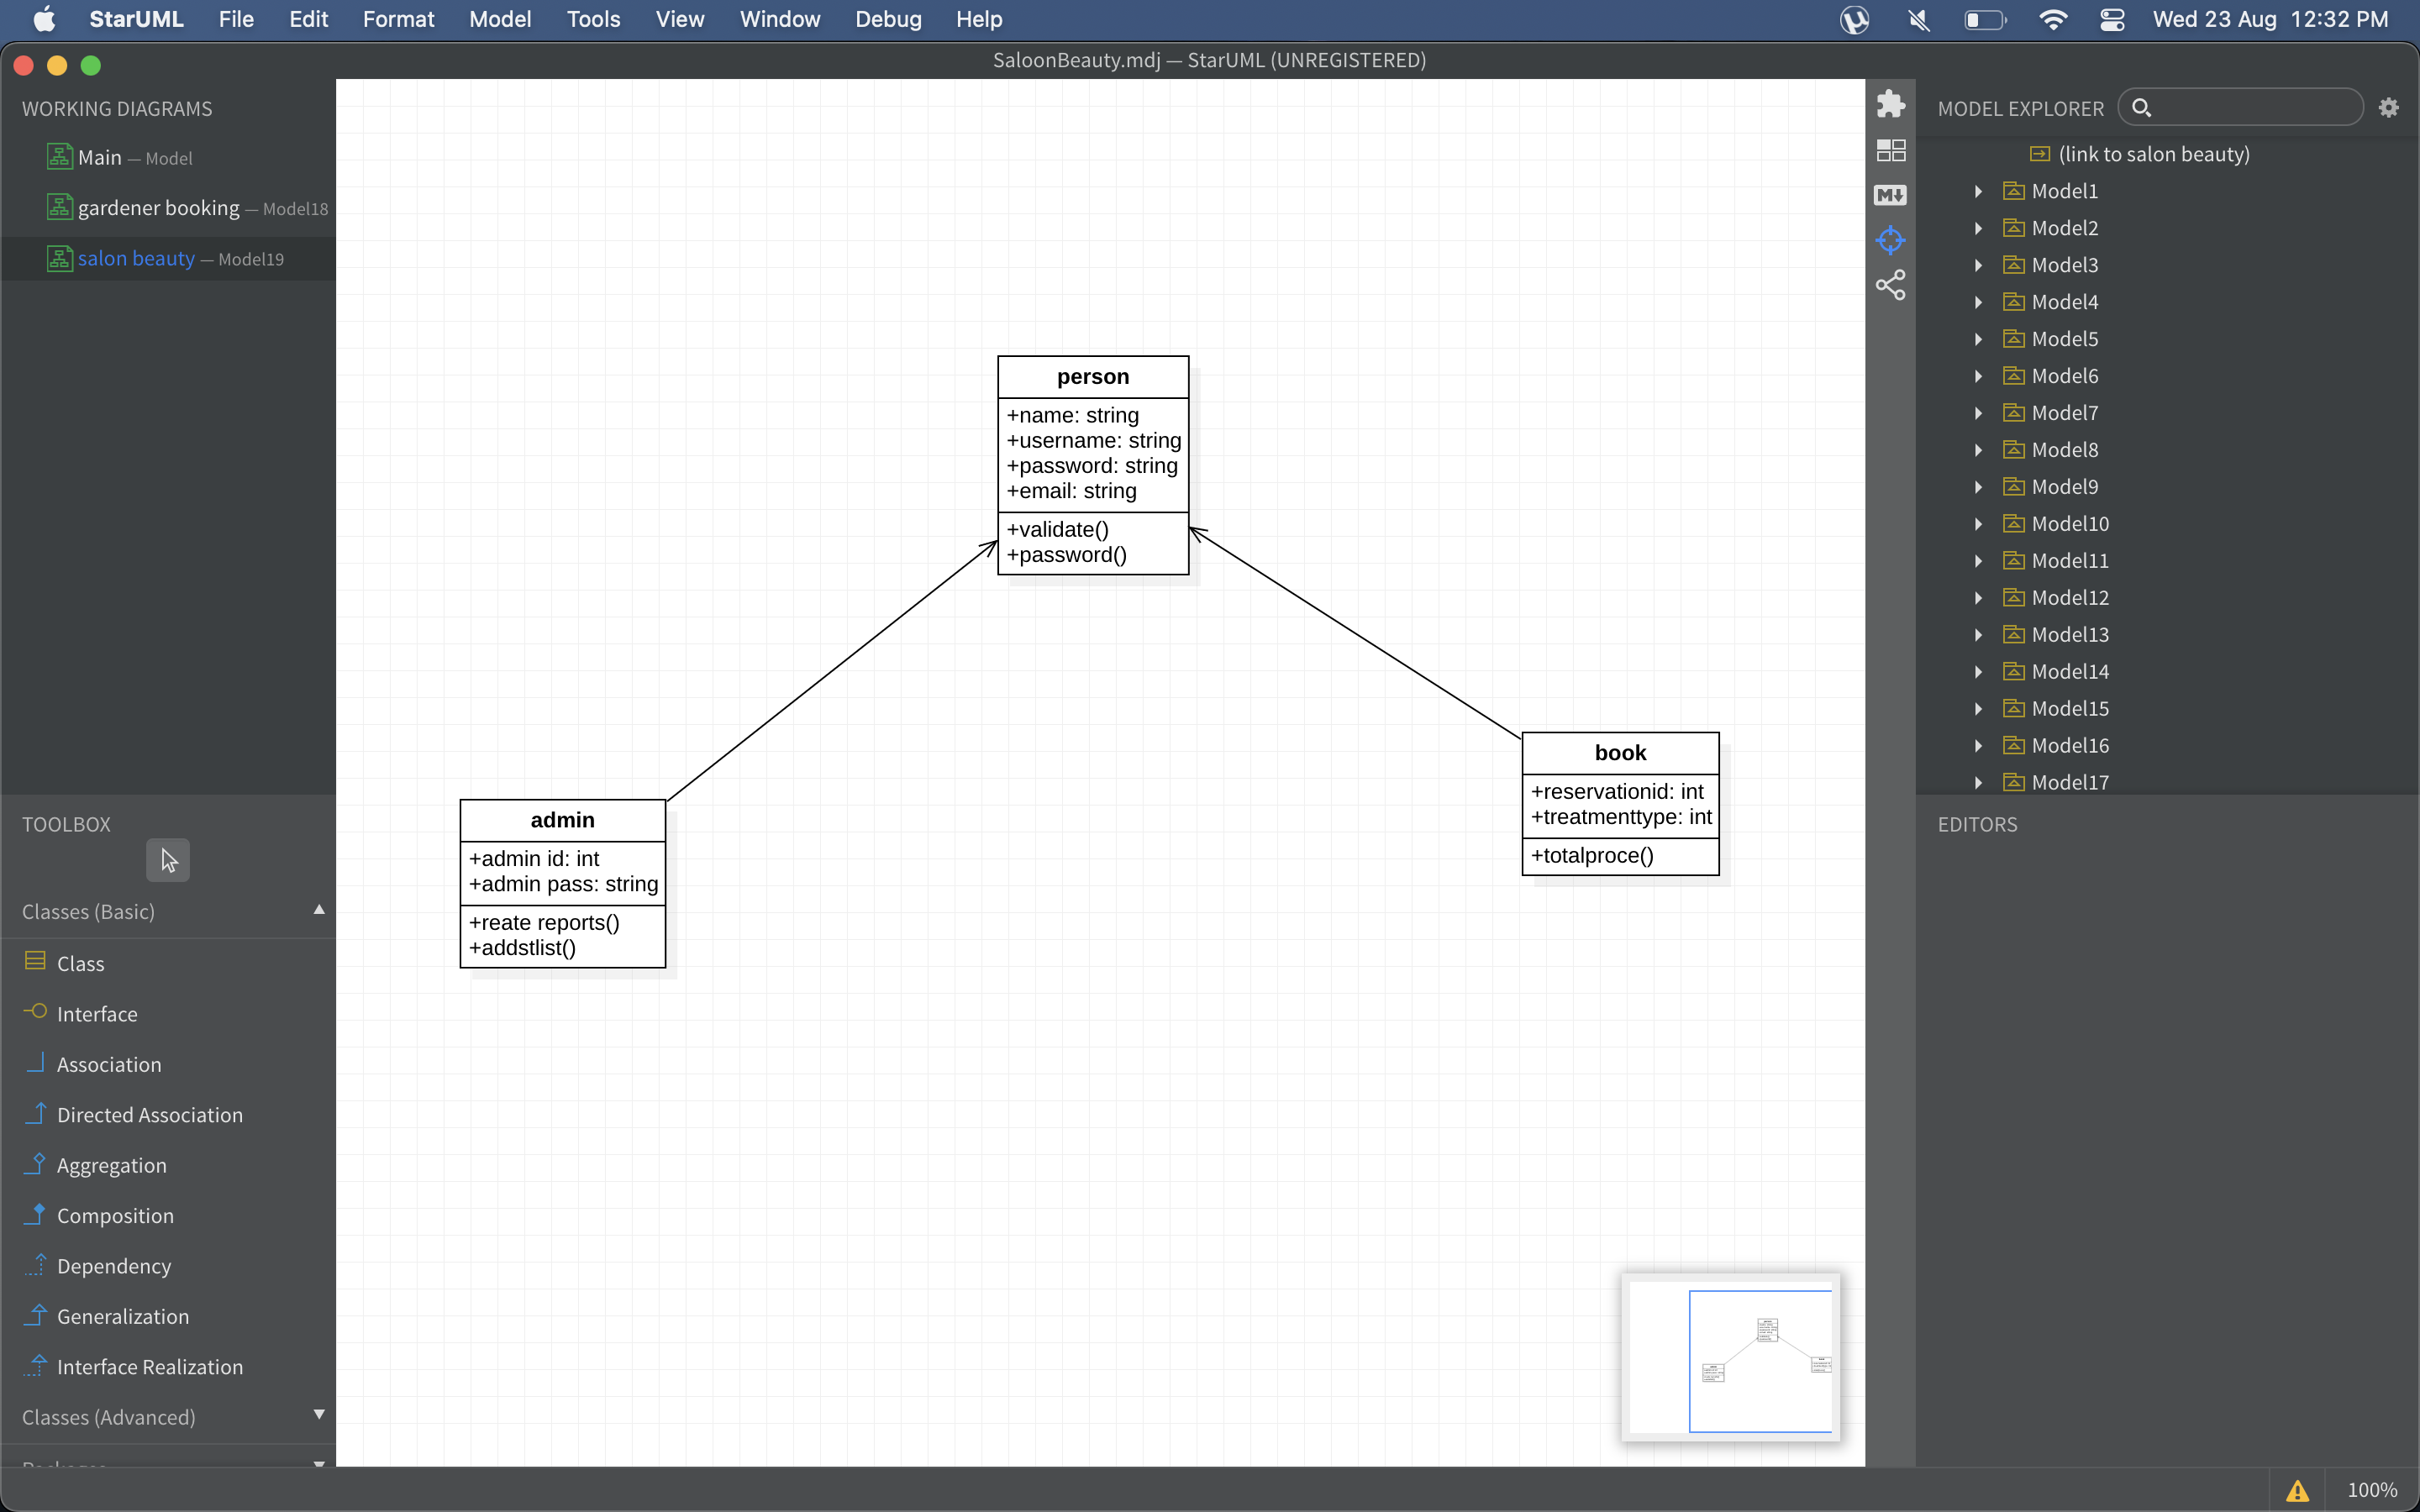 StarUML File Edit Format Model Tools View Window Debug Help Wed 23 Aug 12:32 PM
SaloonBeauty.mdj — StarUML (UNREGISTERED)
WORKING DIAGRAMS
Main — Model
gardener booking — Model18
salon beauty — Model19
TOOLBOX
Classes (Basic)
Class
Interface
Association
Directed Association
Aggregation
Composition
Dependency
Generalization
Interface Realization
Classes (Advanced)
person
+name: string
+username: string
+password: string
+email: string
+validate()
+password()
admin
+admin id: int
+admin pass: string
+reate reports()
+addstlist()
book
+reservationid: int
+treatmenttype: int
+totalproce()
M
MODEL EXPLORER
(link to salon beauty)
Model1
Model2
Model3
Model4
Model5
Model6
Model7
Model8
Model9
Model10
Model11
Model12
Model13
Model14
Model15
Model16
Model17
EDITORS
100%